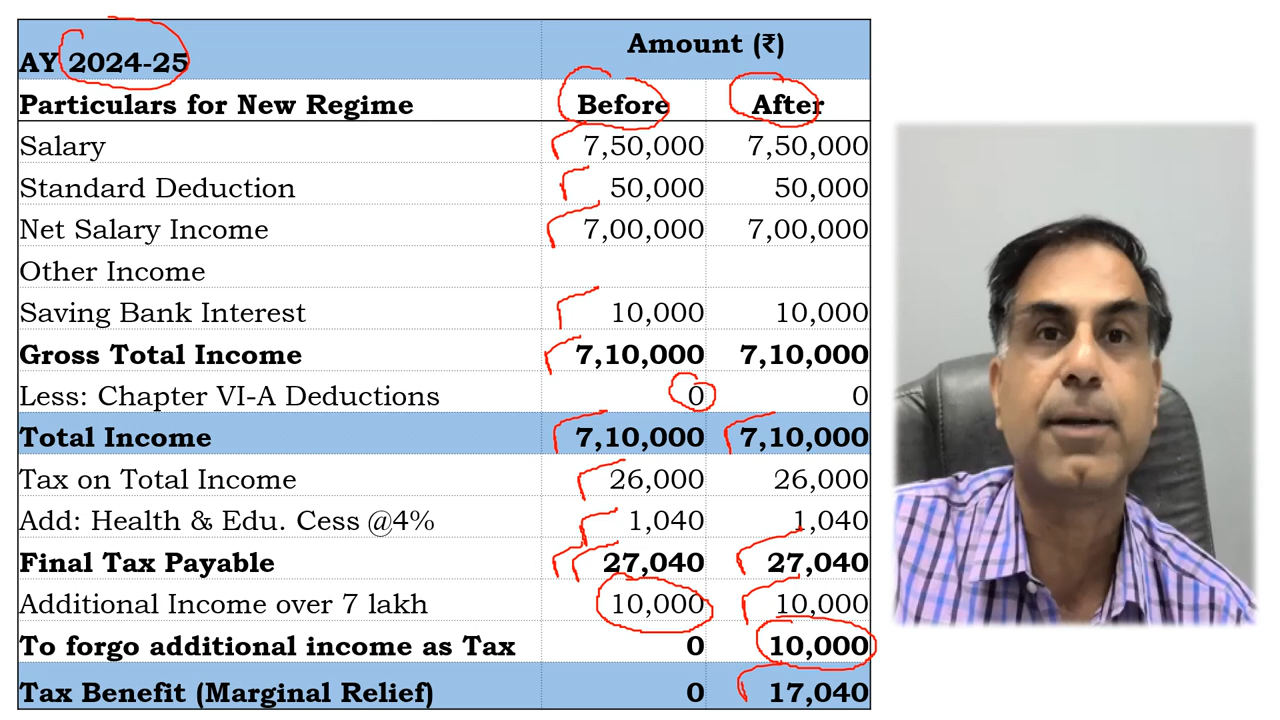 AY 2024-25 Amount (₹)
Particulars for New Regime Before After
Salary 7,50,000 7,50,000
Standard Deduction 50,000 50,000
Net Salary Income 7,00,000 7,00,000
Other Income
Saving Bank Interest 10,000 10,000
Gross Total Income 7,10,000 7,10,000
Less: Chapter VI-A Deductions 0 0
Total Income 7,10,000 7,10,000
Tax on Total Income 26,000 26,000
Add: Health & Edu. Cess @4% 1,040 1,040
Final Tax Payable 27,040 27,040
Additional Income over 7 lakh 10,000 10,000
To forgo additional income as Tax 0 10,000
Tax Benefit (Marginal Relief) 0 17,040